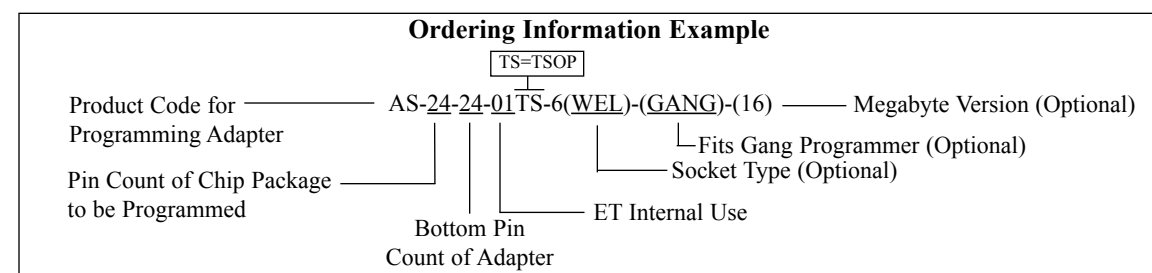 Ordering Information Example
TS=TSOP
AS-24-24-01TS-6(WEL)-(GANG)-(16)
Product Code for
Programming Adapter
Megabyte Version (Optional)
Fits Gang Programmer (Optional)
Socket Type (Optional)
Pin Count of Chip Package
to be Programmed
ET Internal Use
Bottom Pin
Count of Adapter